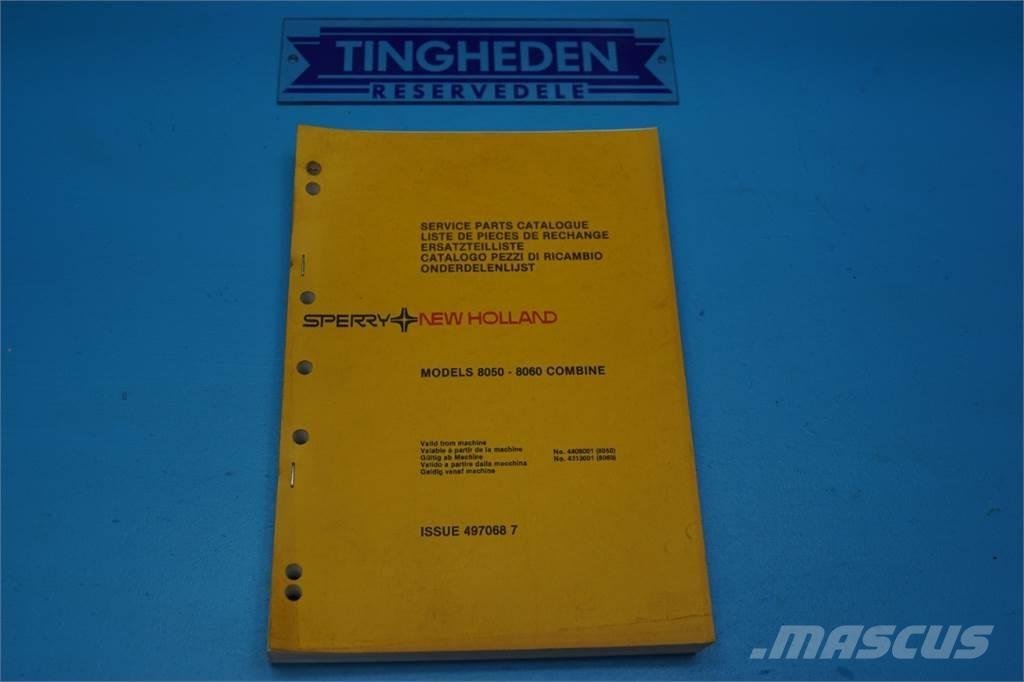 TINGHEDEN
RESERVEDELE
SERVICE PARTS CATALOGUE
LISTE DE PIECES DE RECHANGE
ERSATZTEILLISTE
CATALOGO PEZZI DI RICAMBIO
ONDERDELENLIJST
SPERRY NEW HOLLAND
MODELS 8050 - 8060 COMBINE
Valid from machine
Valable à partir de la machine No. 4408001 (8050)
Gültig ab Machine No. 4313001 (8060)
Valido a partire dalla macchina
Geldig vanaf machine
ISSUE 497068 7
.MASCUS